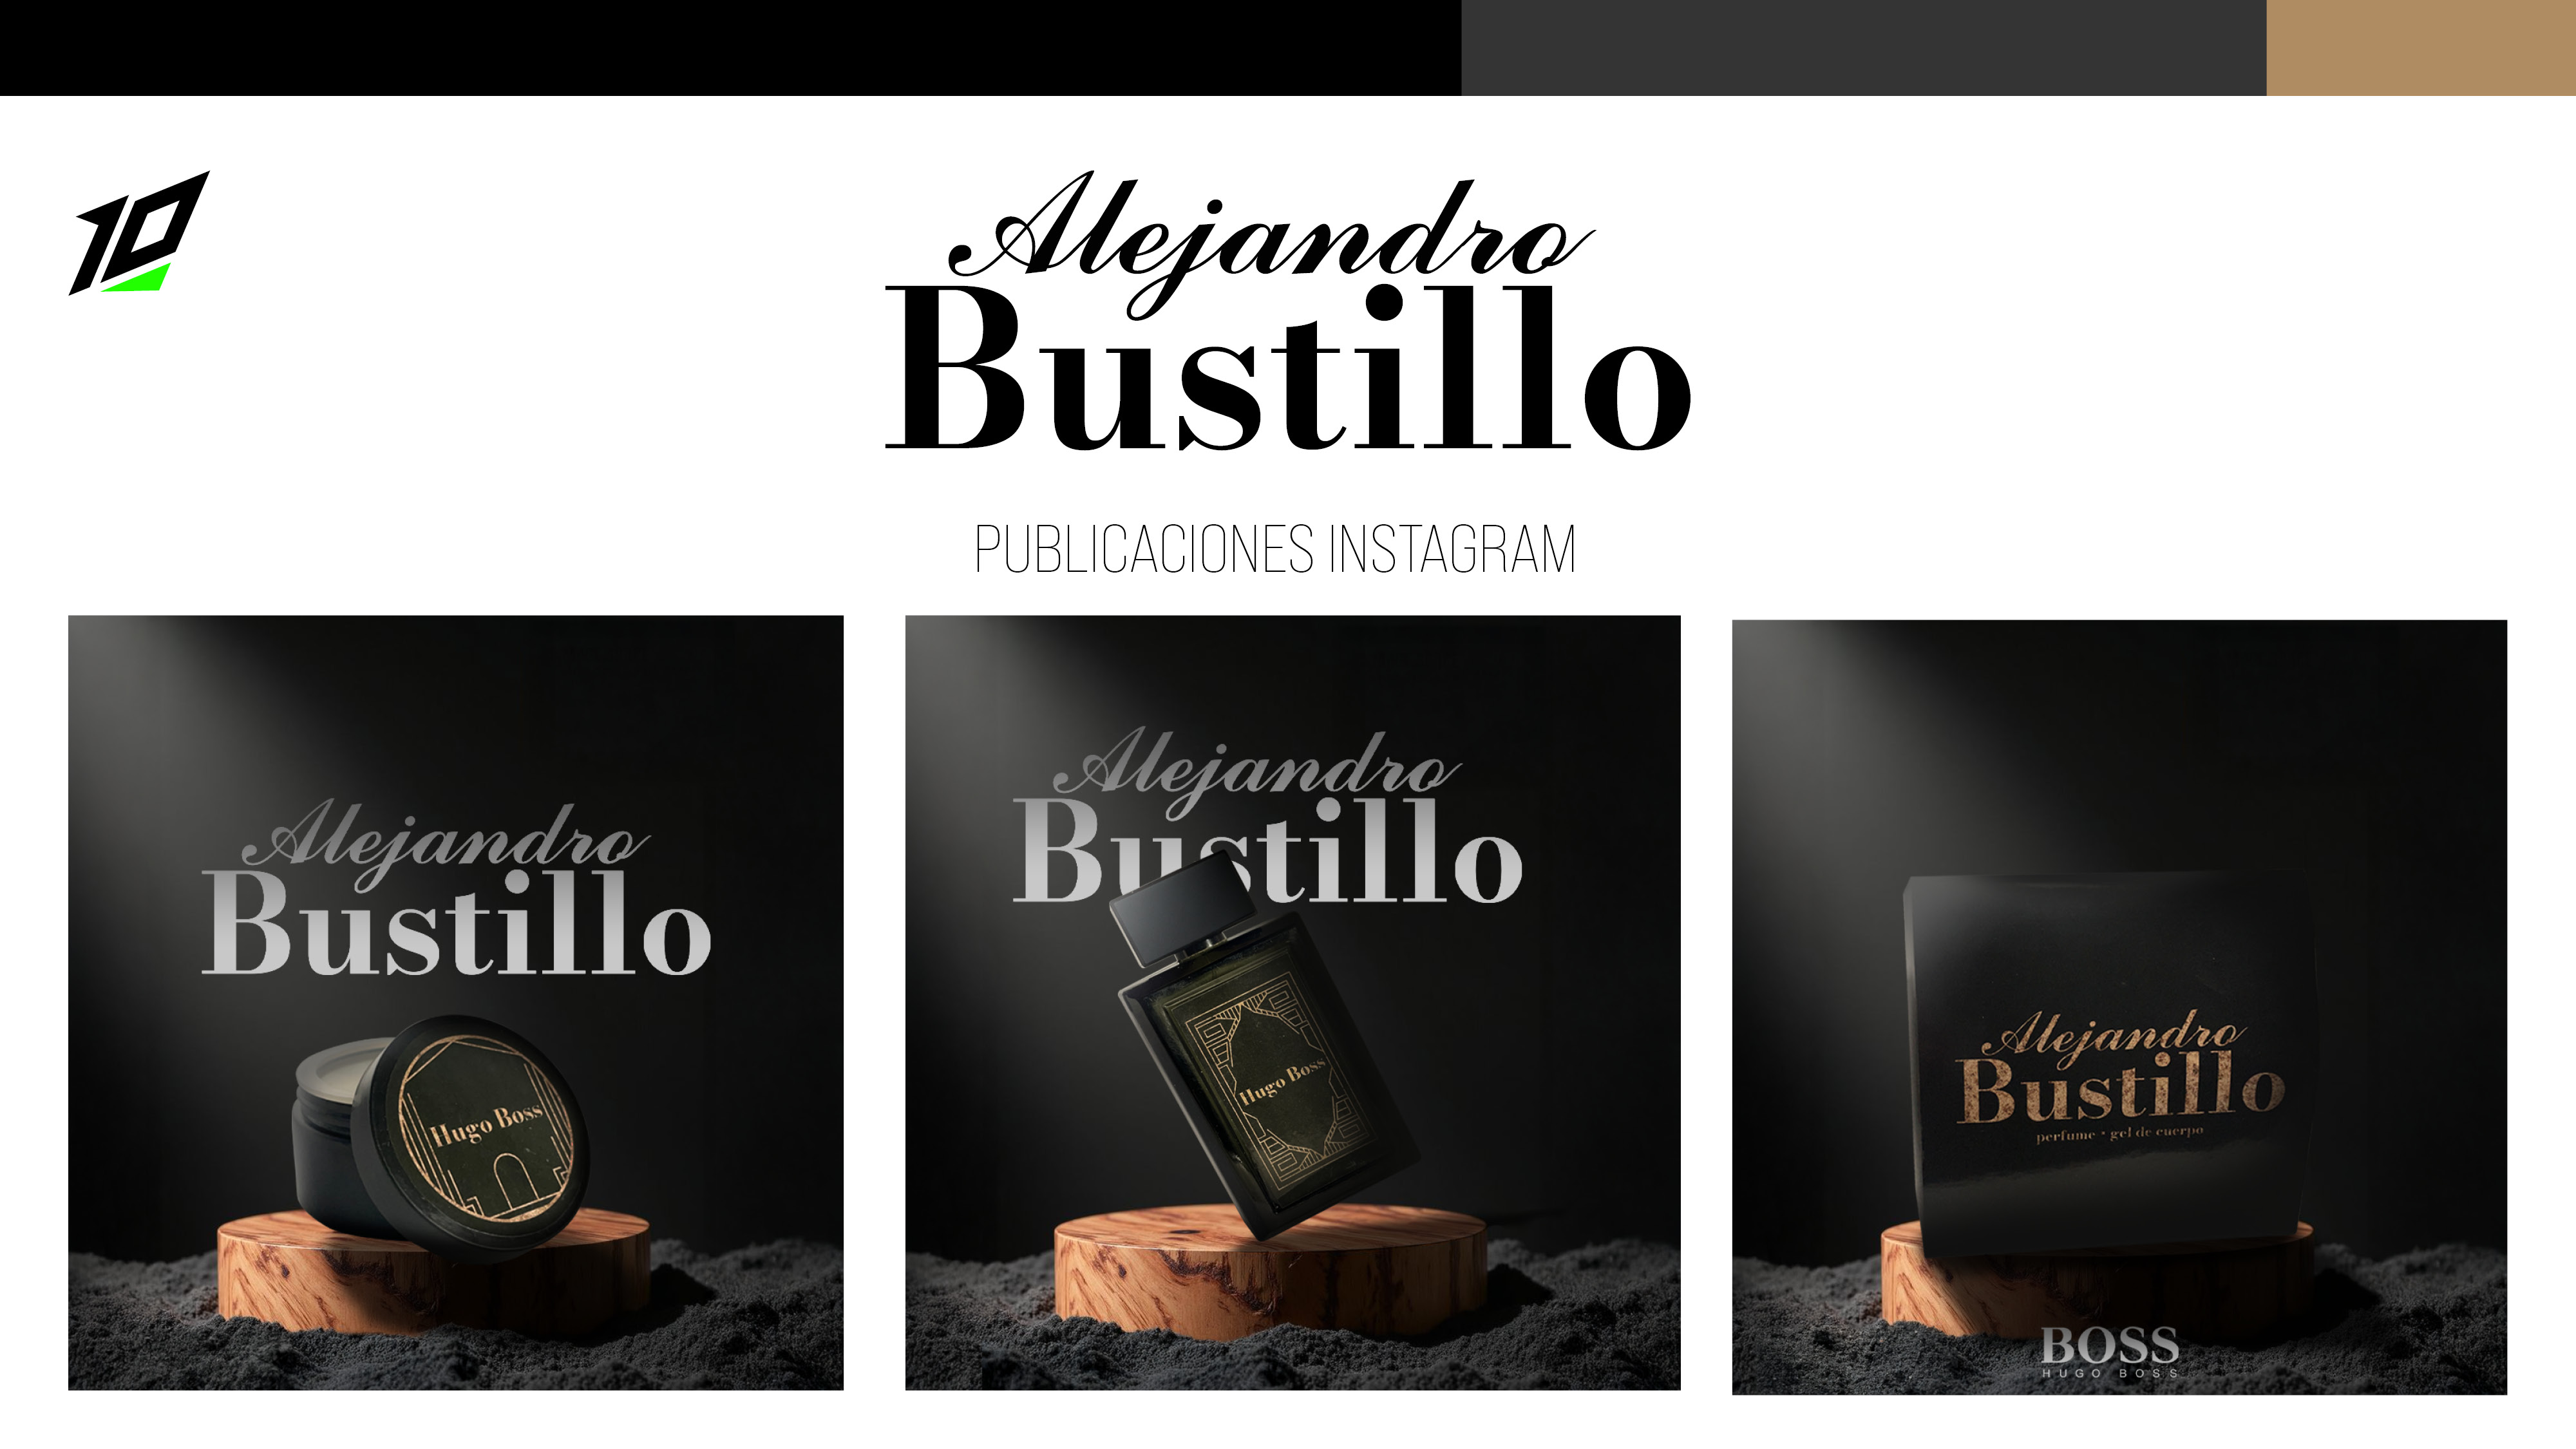 10
Alejandro
Bustillo
PUBLICACIONES INSTAGRAM
Alejandro
Bustillo
Hugo Boss
Alejandro
Bustillo
Hugo Boss
Alejandro
Bustillo
perfume • gel de cuerpo
BOSS
HUGO BOSS